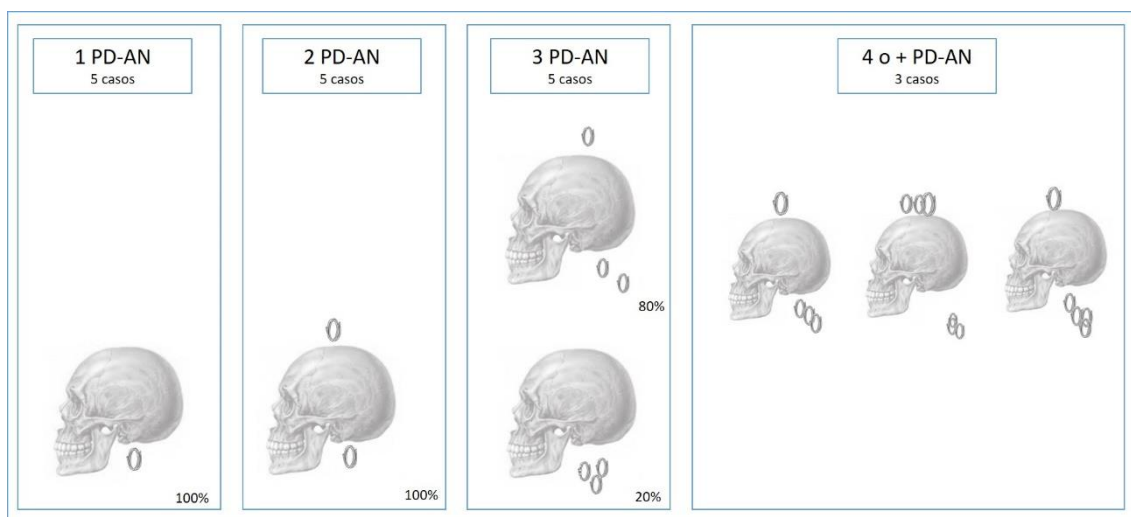 1 PD-AN
5 casos
100%
2 PD-AN
5 casos
100%
3 PD-AN
5 casos
80%
20%
4 o + PD-AN
3 casos